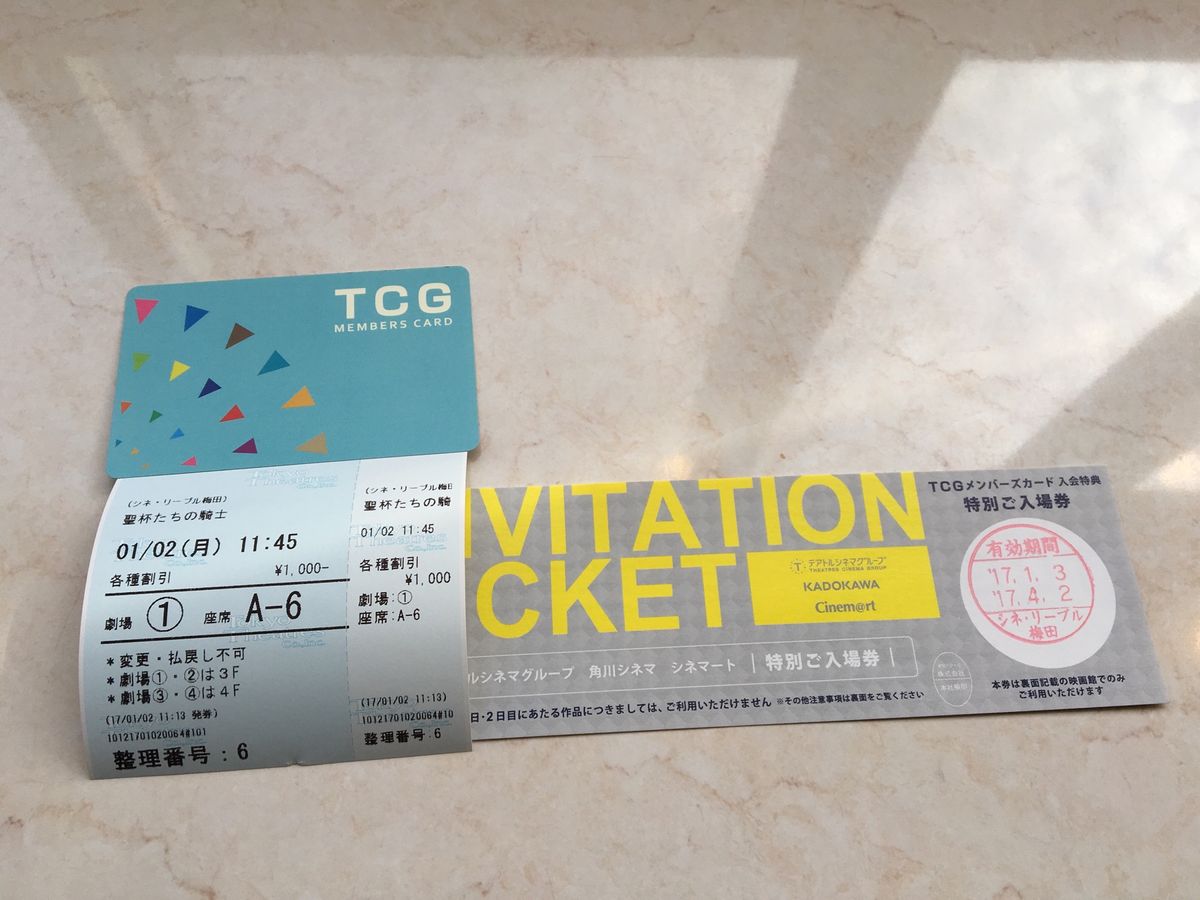 TCG
MEMBERS CARD
(シネ・リーブル梅田)
聖杯たちの騎士
01/02(月) 11:45
各種割引 ¥1,000-
劇場 ① 座席 A-6
*変更・払戻し不可
*劇場①・②は3F
*劇場③・④は4F
(17/01/02 11:13 発券)
10121701020064#101
整理番号:6
(シネ・リーブル梅
聖杯たちの騎
01/02 11:45
各種割引
¥1,000
劇場:①
座席:A-6
(17/01/02 11:13)
10121701020064#10
整理番号:6
VITATION
CKET
テアトルシネマグループ
THEATRES CINEMA GROUP
KADOKAWA
Cinem@rt
ルシネマグループ 角川シネマ シネマート | 特別ご入場券 |
日・2日目にあたる作品につきましては、ご利用いただけません ※その他注意事項は裏面をご覧ください
TCGメンバーズカード 入会特典
特別ご入場券
有効期間
'17.1.3
'17.4.2
シネ・リーブル
梅田
本券は裏面記載の映画館でのみ
ご利用いただけます